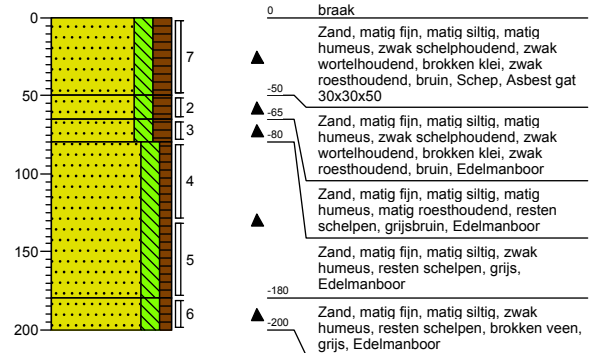 0
50
100
150
200
7
2
3
4
5
6
0
braak
Zand, matig fijn, matig siltig, matig
humeus, zwak schelphoudend, zwak
wortelhoudend, brokken klei, zwak
roesthoudend, bruin, Schep, Asbest gat
30x30x50
-50
Zand, matig fijn, matig siltig, matig
humeus, zwak schelphoudend, zwak
wortelhoudend, brokken klei, zwak
roesthoudend, bruin, Edelmanboor
-65
Zand, matig fijn, matig siltig, matig
humeus, matig roesthoudend, resten
schelpen, grijsbruin, Edelmanboor
-80
Zand, matig fijn, matig siltig, zwak
humeus, resten schelpen, grijs,
Edelmanboor
-180
Zand, matig fijn, matig siltig, zwak
humeus, resten schelpen, brokken veen,
grijs, Edelmanboor
-200